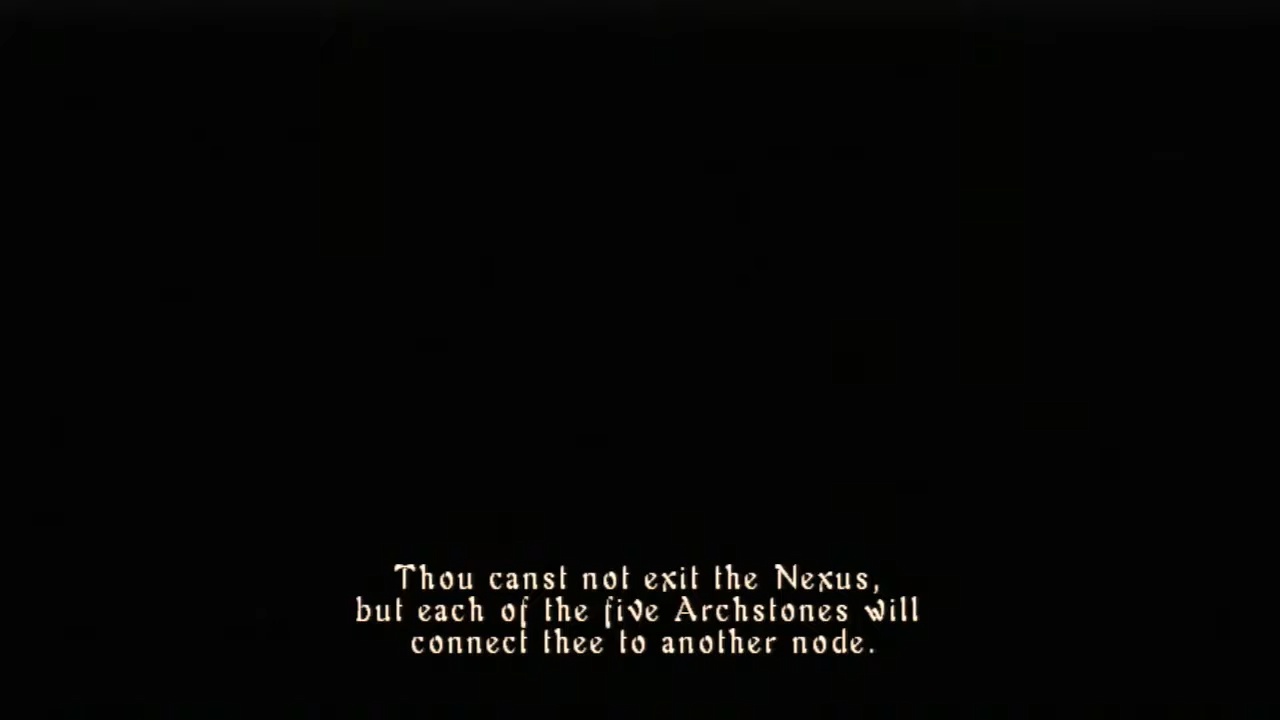 Thou canst not exit the Nexus,
but each of the five Archstones will
connect thee to another node.